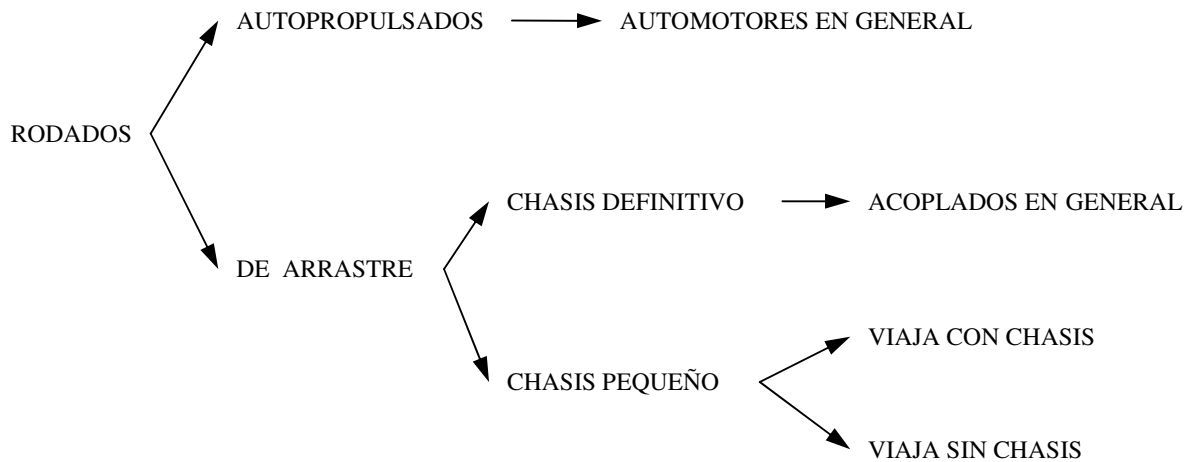 AUTOPROPULSADOS
AUTOMOTORES EN GENERAL
RODADOS
CHASIS DEFINITIVO
ACOPLADOS EN GENERAL
DE ARRASTRE
VIAJA CON CHASIS
CHASIS PEQUEÑO
VIAJA SIN CHASIS